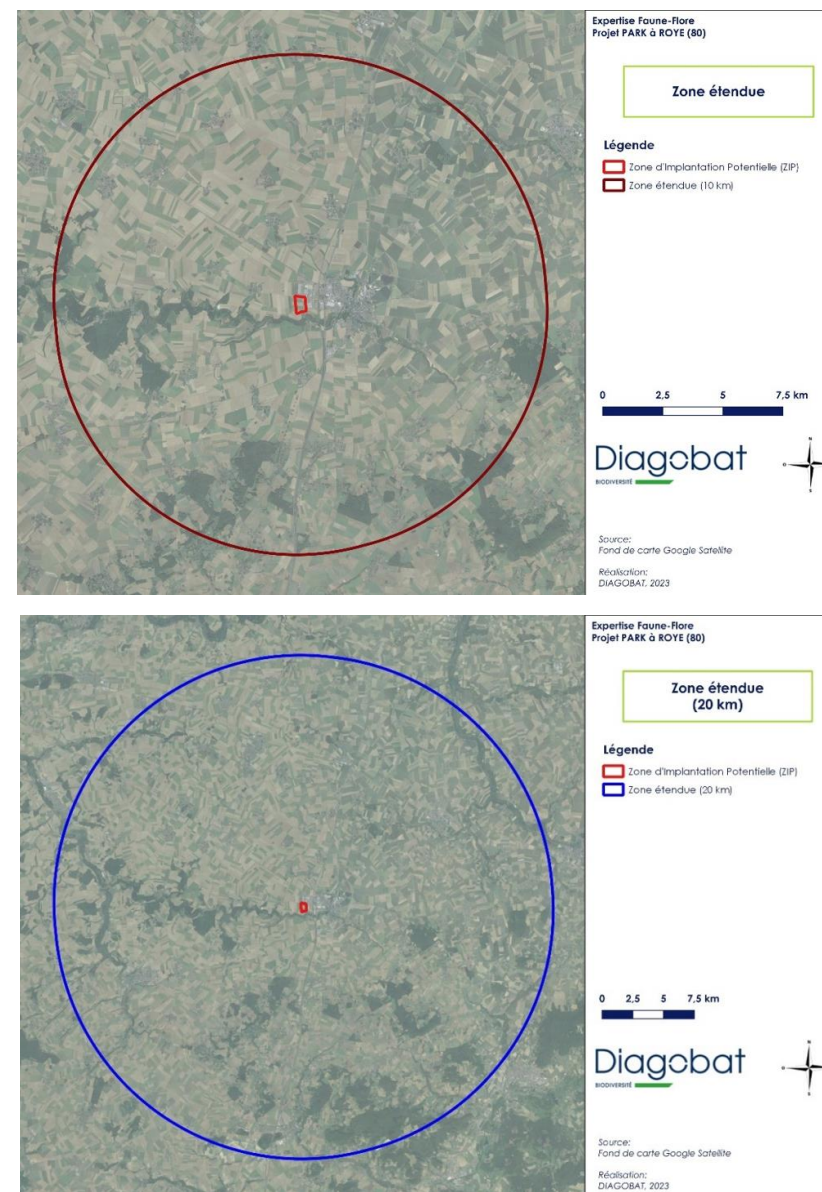 Expertise Faune-Flore
Projet PARK à ROYE (80)
Zone étendue
Légende
Zone d'Implantation Potentielle (ZIP)
Zone étendue (10 km)
0 2,5 5 7,5 km
Diagobat
BIODIVERSITÉ
N
O
S
Source:
Fond de carte Google Satellite
Réalisation:
DIAGOBAT, 2023
Expertise Faune-Flore
Projet PARK à ROYE (80)
Zone étendue
(20 km)
Légende
Zone d'Implantation Potentielle (ZIP)
Zone étendue (20 km)
0 2,5 5 7,5 km
Diagobat
BIODIVERSITÉ
N
O
S
Source:
Fond de carte Google Satellite
Réalisation:
DIAGOBAT, 2023